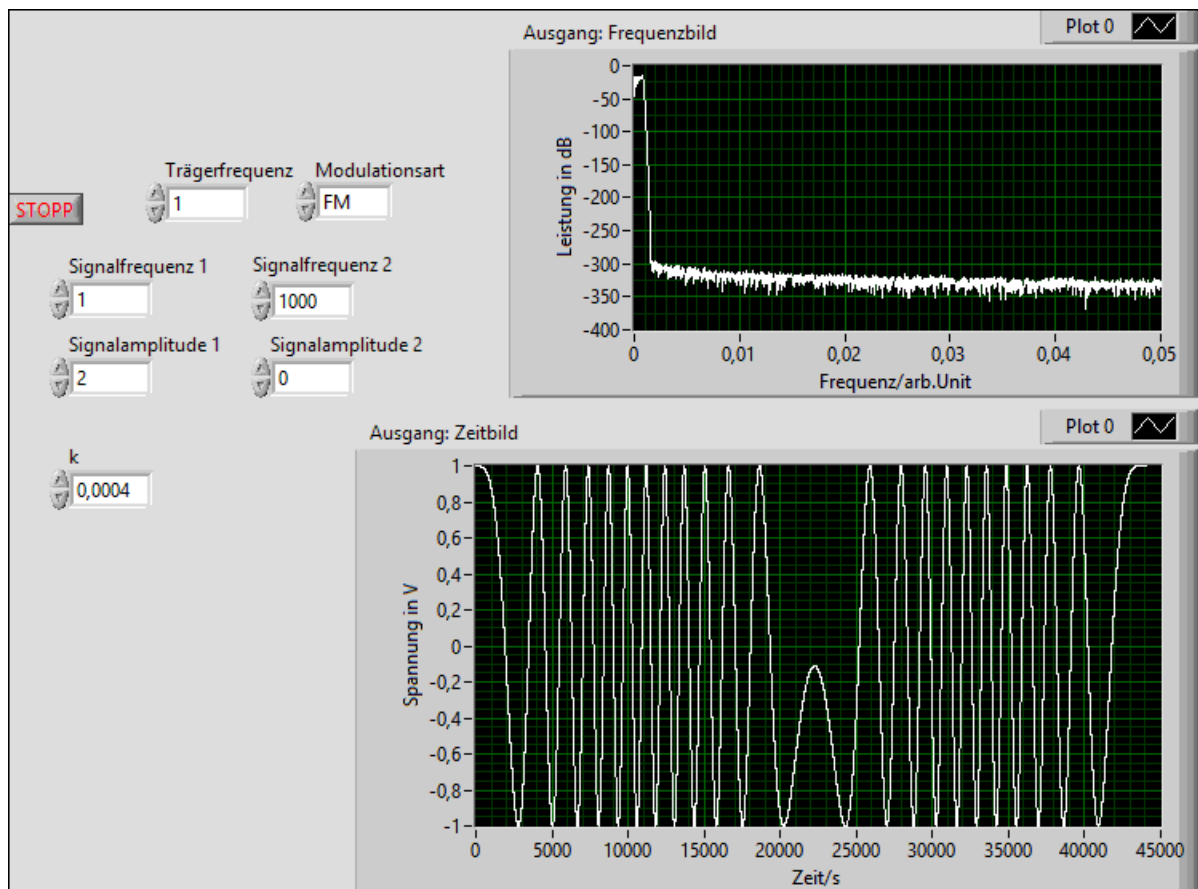 Ausgang: Frequenzbild
Plot 0
0
-50
-100
-150
-200
-250
-300
-350
-400
Leistung in dB
0
0,01
0,02
0,03
0,04
0,05
Frequenz/arb.Unit
Trägerfrequenz
Modulationsart
1
FM
STOPP
Signalfrequenz 1
Signalfrequenz 2
1
1000
Signalamplitude 1
Signalamplitude 2
2
0
k
0,0004
Ausgang: Zeitbild
Plot 0
1
0,8
0,6
0,4
0,2
0
-0,2
-0,4
-0,6
-0,8
-1
Spannung in V
0
5000
10000
15000
20000
25000
30000
35000
40000
45000
Zeit/s